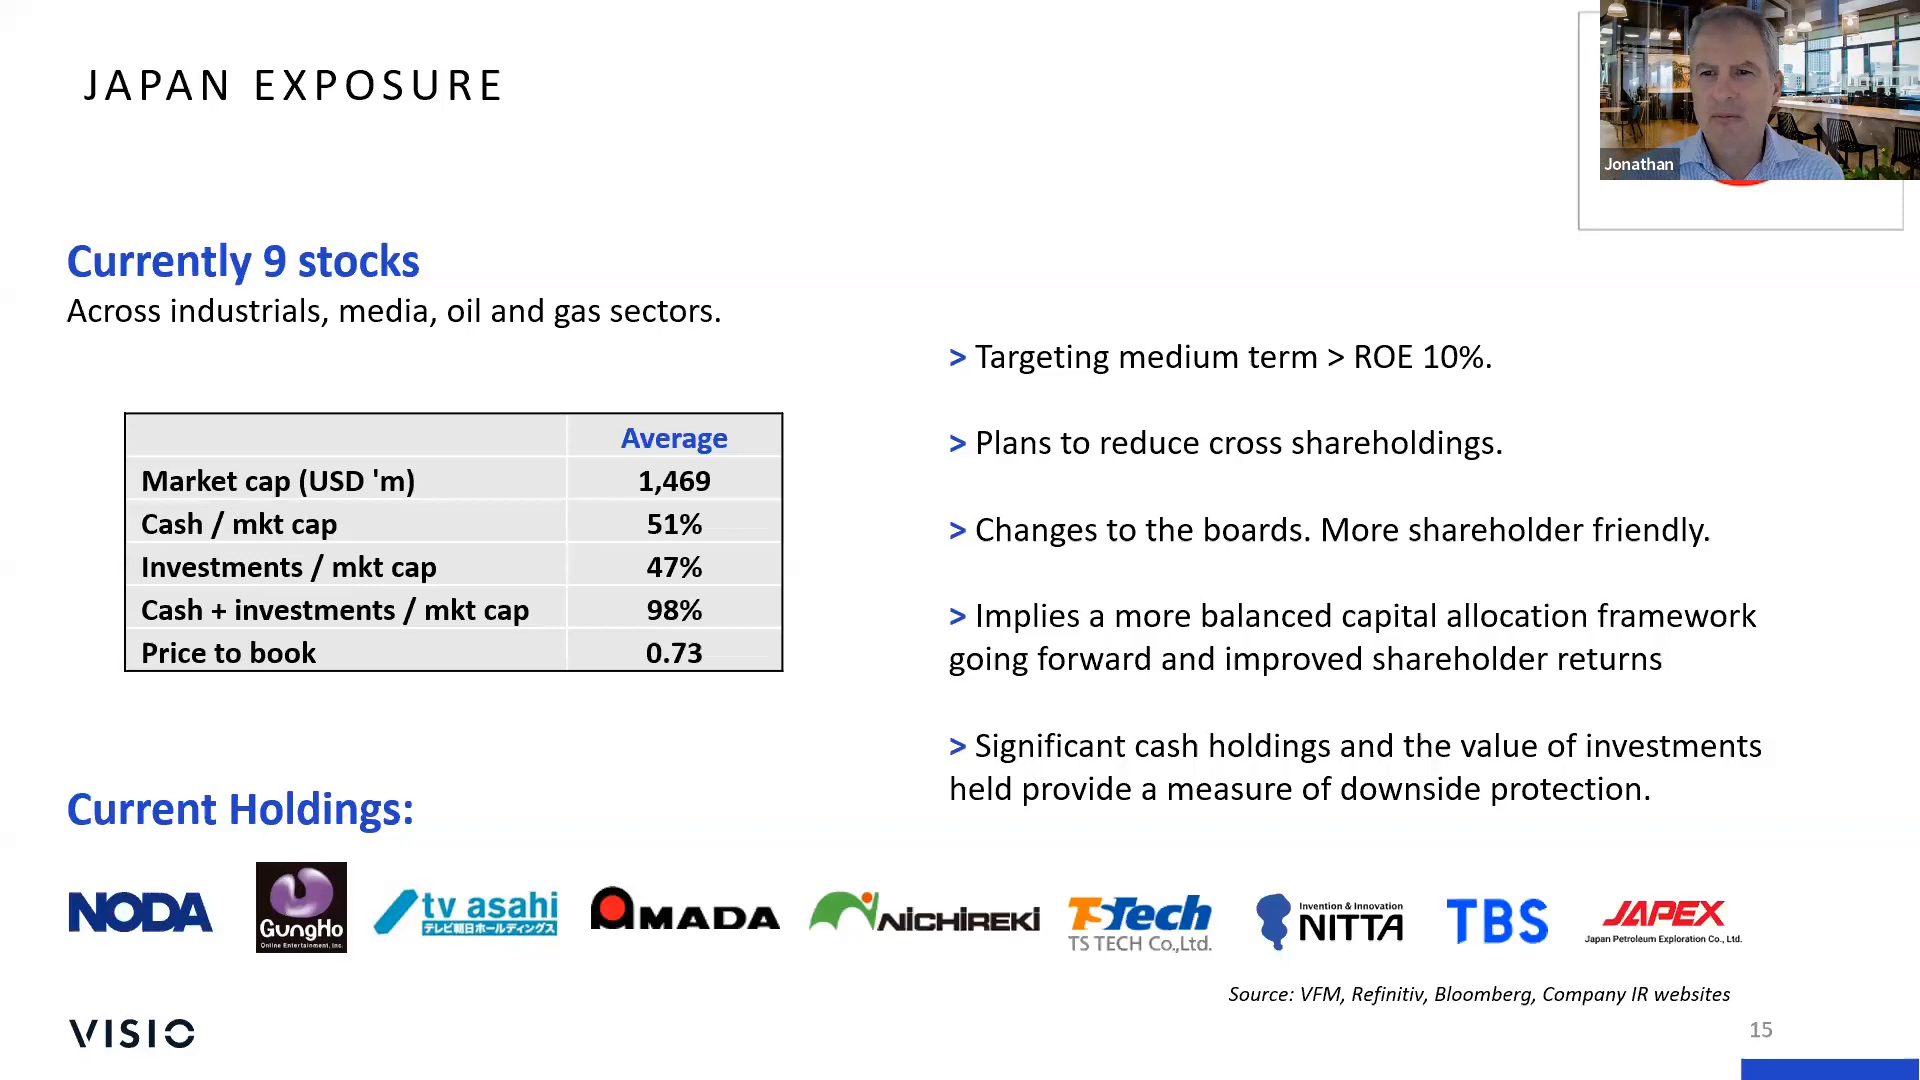 JAPAN EXPOSURE
Jonathan
Currently 9 stocks
Across industrials, media, oil and gas sectors.
Average
Market cap (USD 'm) 1,469
Cash / mkt cap 51%
Investments / mkt cap 47%
Cash + investments / mkt cap 98%
Price to book 0.73
> Targeting medium term > ROE 10%.
> Plans to reduce cross shareholdings.
> Changes to the boards. More shareholder friendly.
> Implies a more balanced capital allocation framework
going forward and improved shareholder returns
> Significant cash holdings and the value of investments
held provide a measure of downside protection.
Current Holdings:
NODA
GungHo
Online Entertainment, Inc.
tv asahi
テレビ朝日ホールディングス
AMADA
NICHIREKI
TS Tech
TS TECH Co.,Ltd.
Invention & Innovation
NITTA
TBS
JAPEX
Japan Petroleum Exploration Co., Ltd.
Source: VFM, Refinitiv, Bloomberg, Company IR websites
VISIO
15